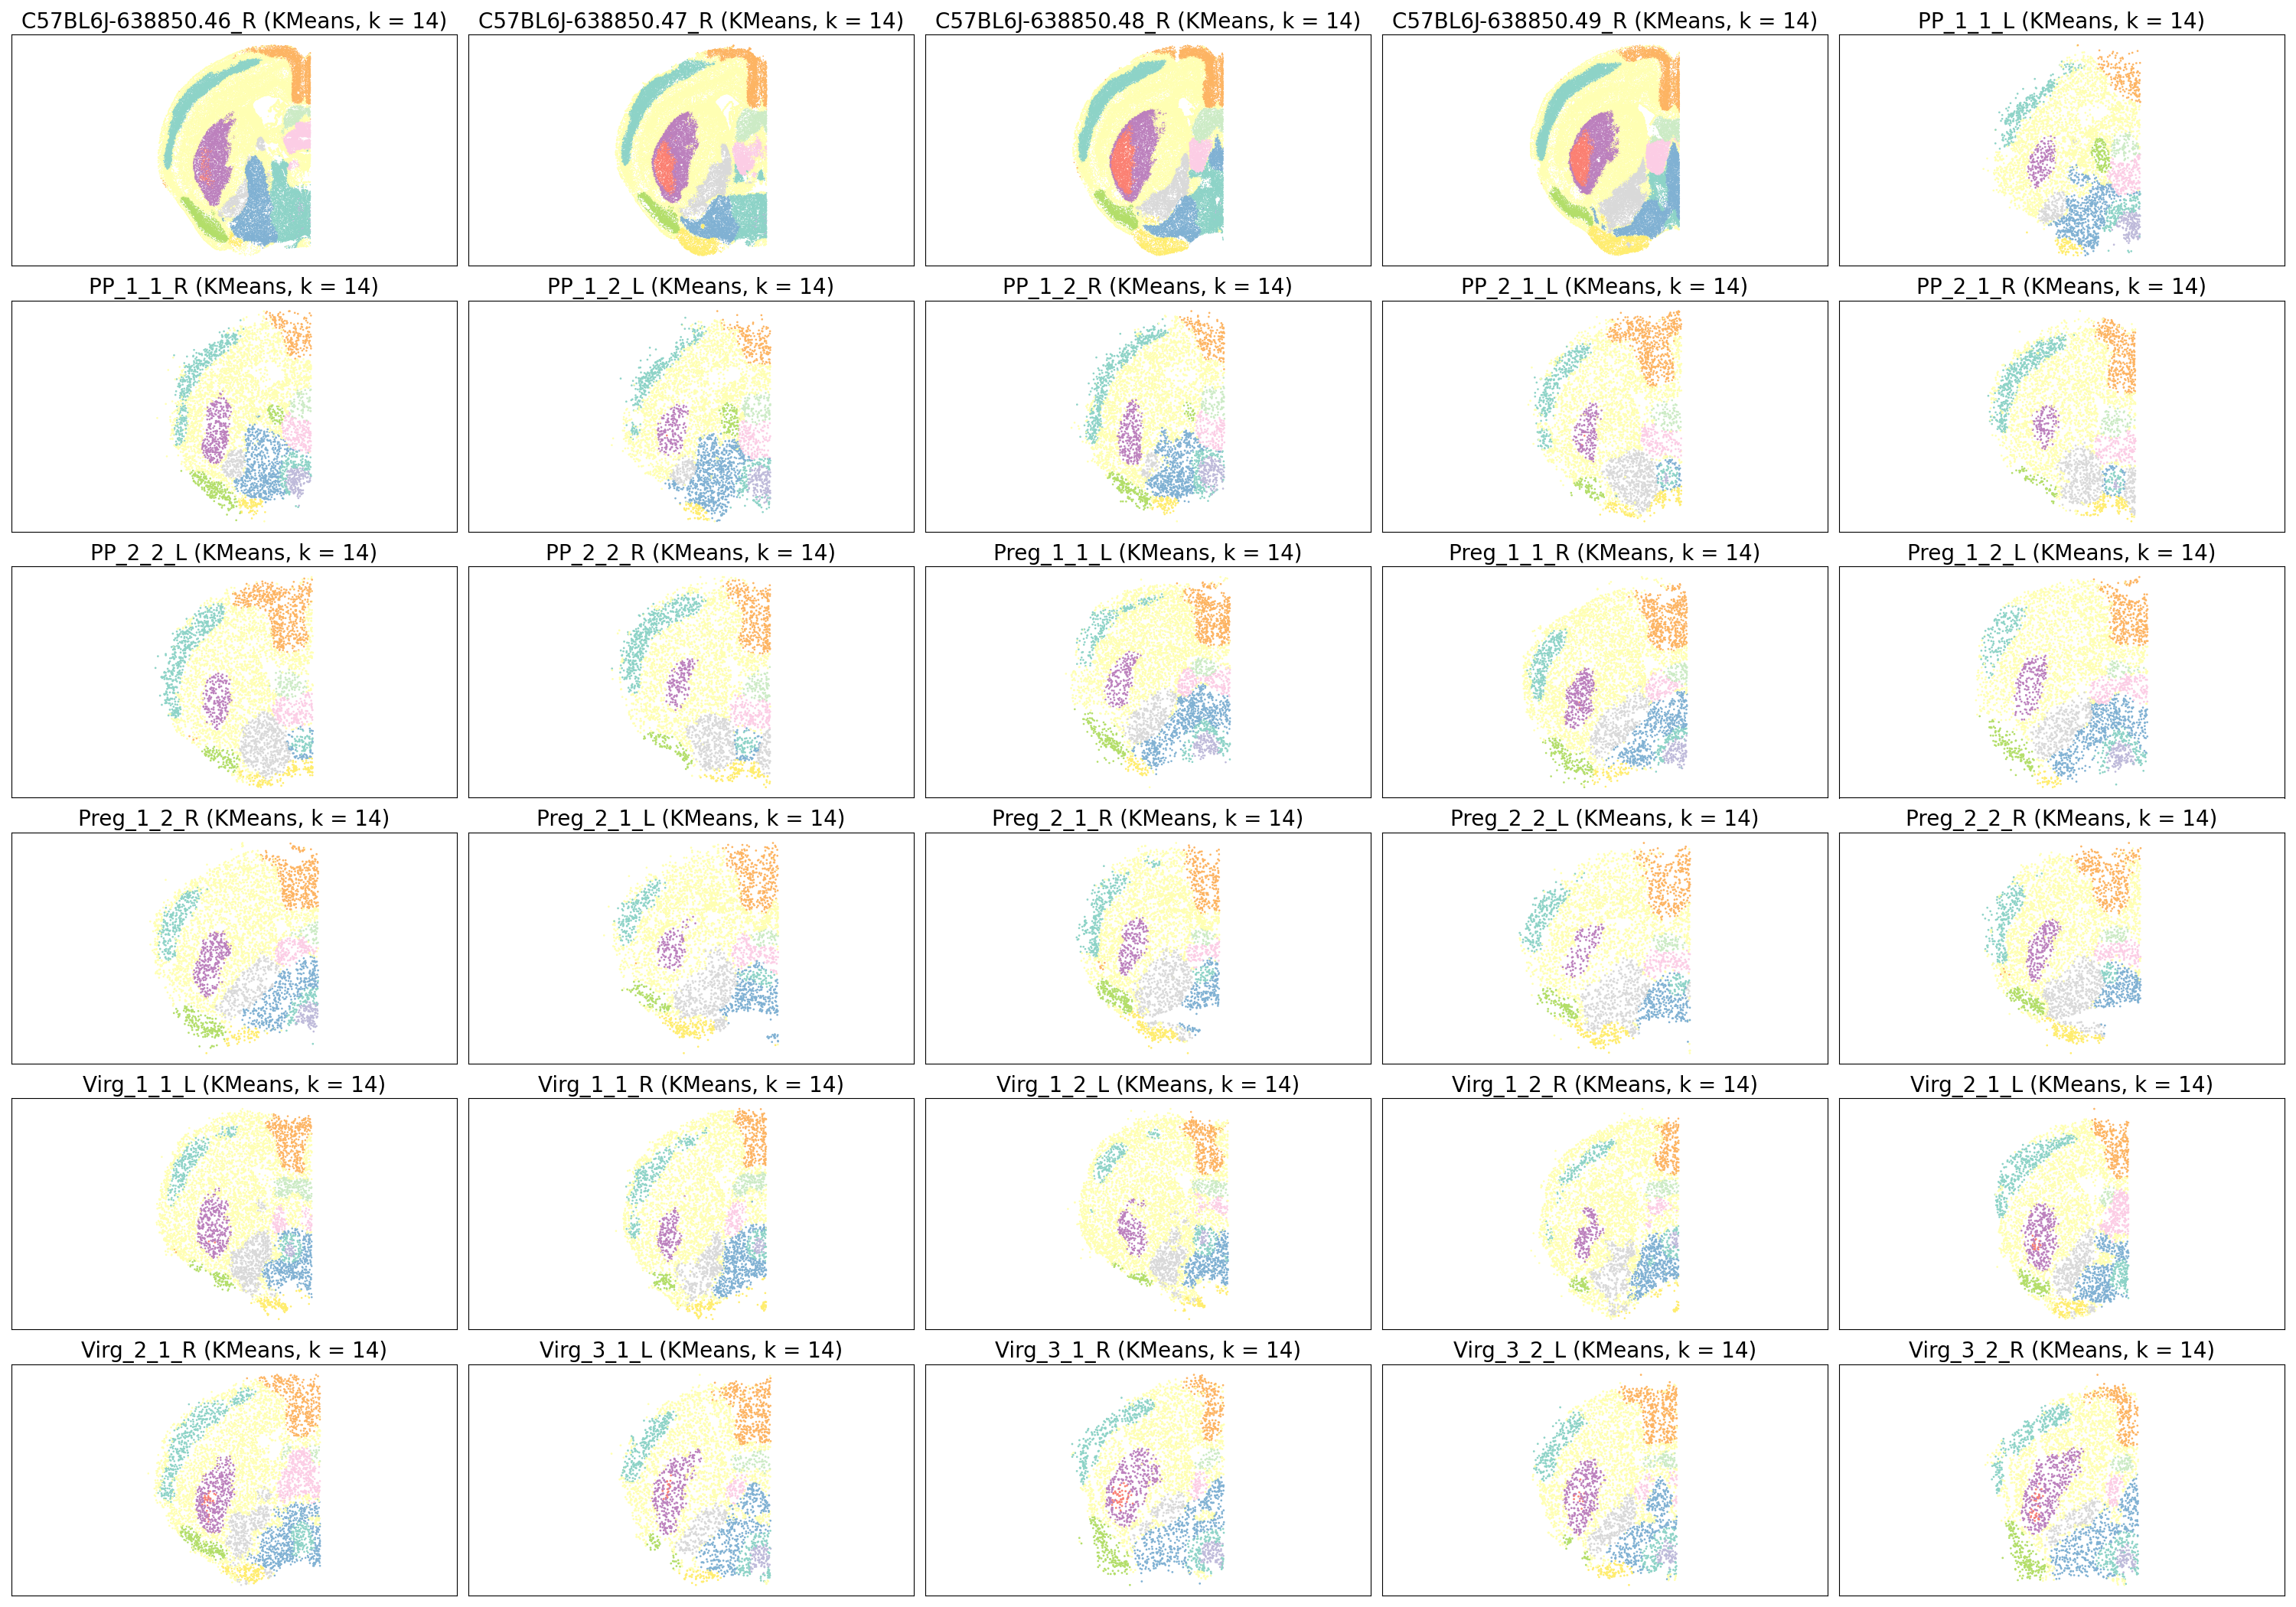 C57BL6J-638850.46_R (KMeans, k = 14)
C57BL6J-638850.47_R (KMeans, k = 14)
C57BL6J-638850.48_R (KMeans, k = 14)
C57BL6J-638850.49_R (KMeans, k = 14)
PP_1_1_L (KMeans, k = 14)
PP_1_1_R (KMeans, k = 14)
PP_1_2_L (KMeans, k = 14)
PP_1_2_R (KMeans, k = 14)
PP_2_1_L (KMeans, k = 14)
PP_2_1_R (KMeans, k = 14)
PP_2_2_L (KMeans, k = 14)
PP_2_2_R (KMeans, k = 14)
Preg_1_1_L (KMeans, k = 14)
Preg_1_1_R (KMeans, k = 14)
Preg_1_2_L (KMeans, k = 14)
Preg_1_2_R (KMeans, k = 14)
Preg_2_1_L (KMeans, k = 14)
Preg_2_1_R (KMeans, k = 14)
Preg_2_2_L (KMeans, k = 14)
Preg_2_2_R (KMeans, k = 14)
Virg_1_1_L (KMeans, k = 14)
Virg_1_1_R (KMeans, k = 14)
Virg_1_2_L (KMeans, k = 14)
Virg_1_2_R (KMeans, k = 14)
Virg_2_1_L (KMeans, k = 14)
Virg_2_1_R (KMeans, k = 14)
Virg_3_1_L (KMeans, k = 14)
Virg_3_1_R (KMeans, k = 14)
Virg_3_2_L (KMeans, k = 14)
Virg_3_2_R (KMeans, k = 14)